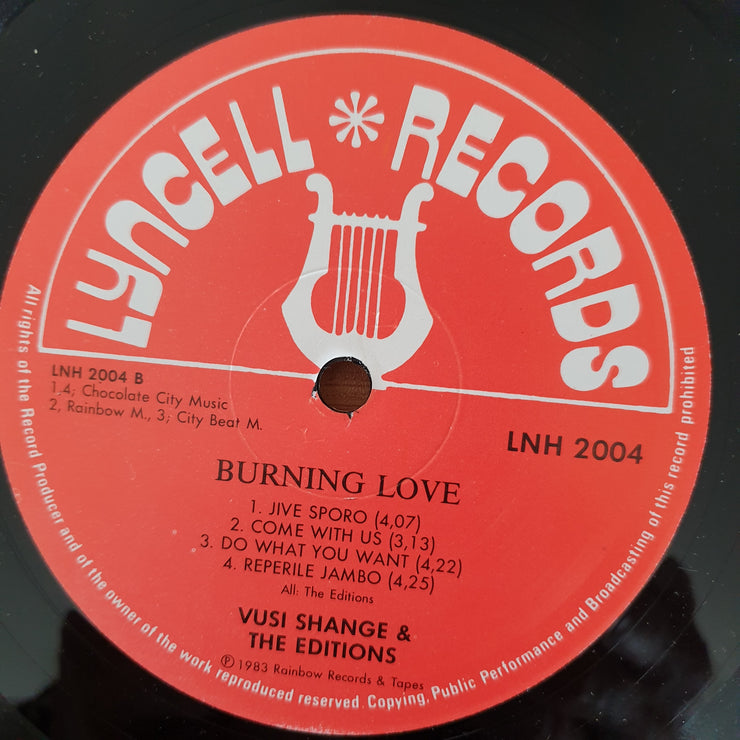 LYNCELL * RECORDS
LNH 2004 B
1.4; Chocolate City Music
2, Rainbow M., 3; City Beat M.
LNH 2004
BURNING LOVE
1. JIVE SPORO (4,07)
2. COME WITH US (3,13)
3. DO WHAT YOU WANT (4,22)
4. REPERILE JAMBO (4,25)
All: The Editions
VUSI SHANGE &
THE EDITIONS
℗ 1983 Rainbow Records & Tapes
All rights of the Record Producer and of the owner of the work reproduced reserved. Copying, Public Performance and Broadcasting of this record prohibited